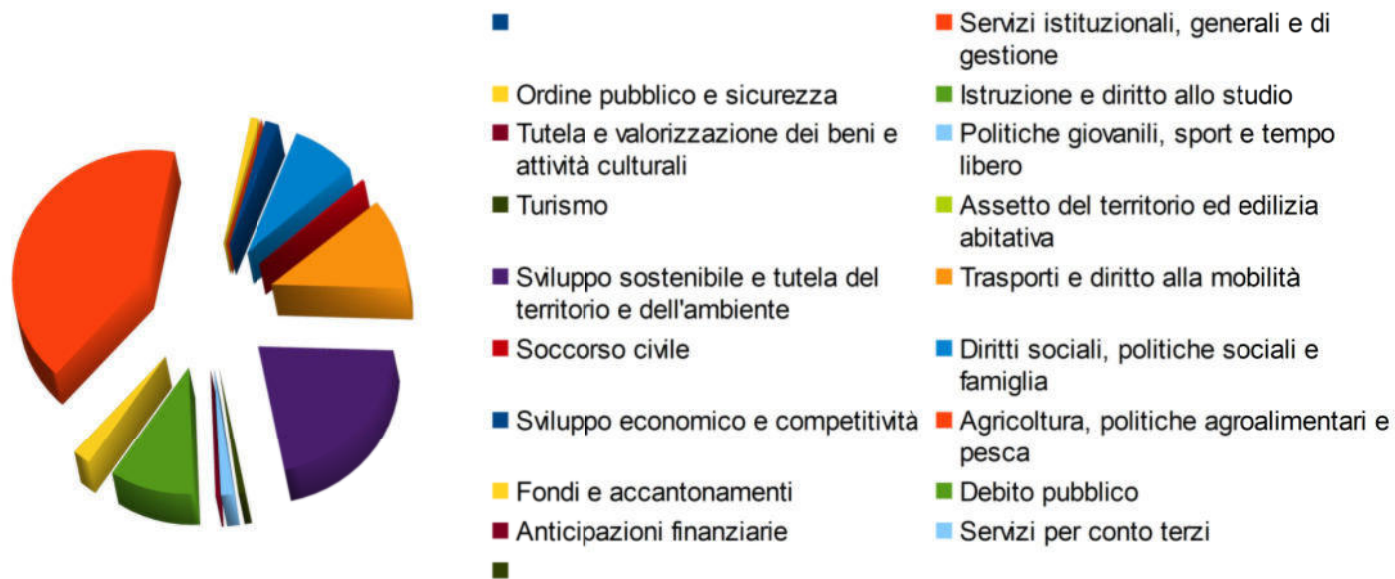 Servizi istituzionali, generali e di
gestione
Ordine pubblico e sicurezza
Istruzione e diritto allo studio
Tutela e valorizzazione dei beni e
attività culturali
Politiche giovanili, sport e tempo
libero
Turismo
Assetto del territorio ed edilizia
abitativa
Sviluppo sostenibile e tutela del
territorio e dell'ambiente
Trasporti e diritto alla mobilità
Soccorso civile
Diritti sociali, politiche sociali e
famiglia
Sviluppo economico e competitività
Agricoltura, politiche agroalimentari e
pesca
Fondi e accantonamenti
Debito pubblico
Anticipazioni finanziarie
Servizi per conto terzi